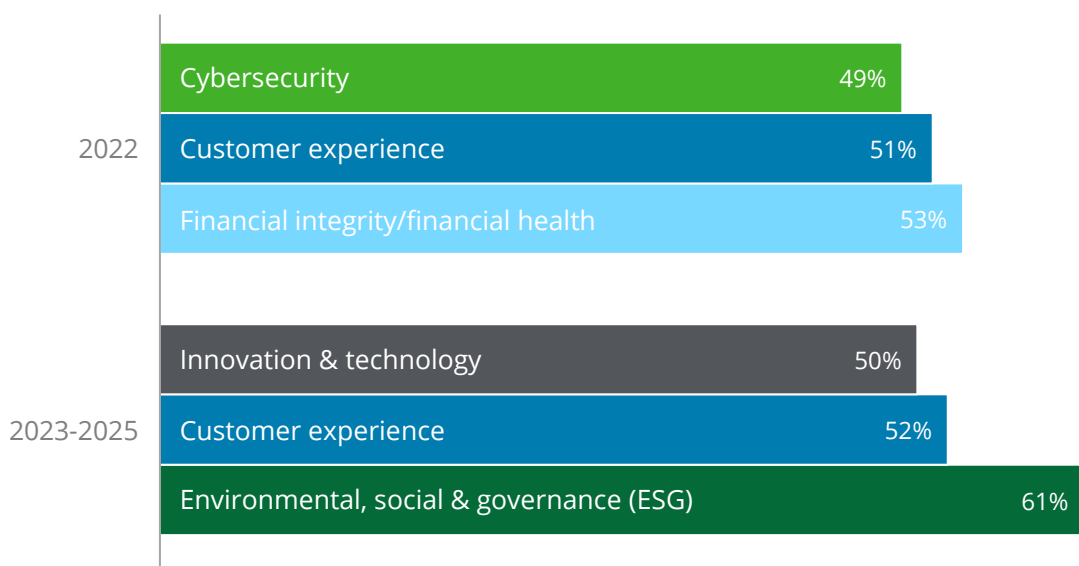 Cybersecurity 49%
2022 Customer experience 51%
Financial integrity/financial health 53%
Innovation & technology 50%
2023-2025 Customer experience 52%
Environmental, social & governance (ESG) 61%